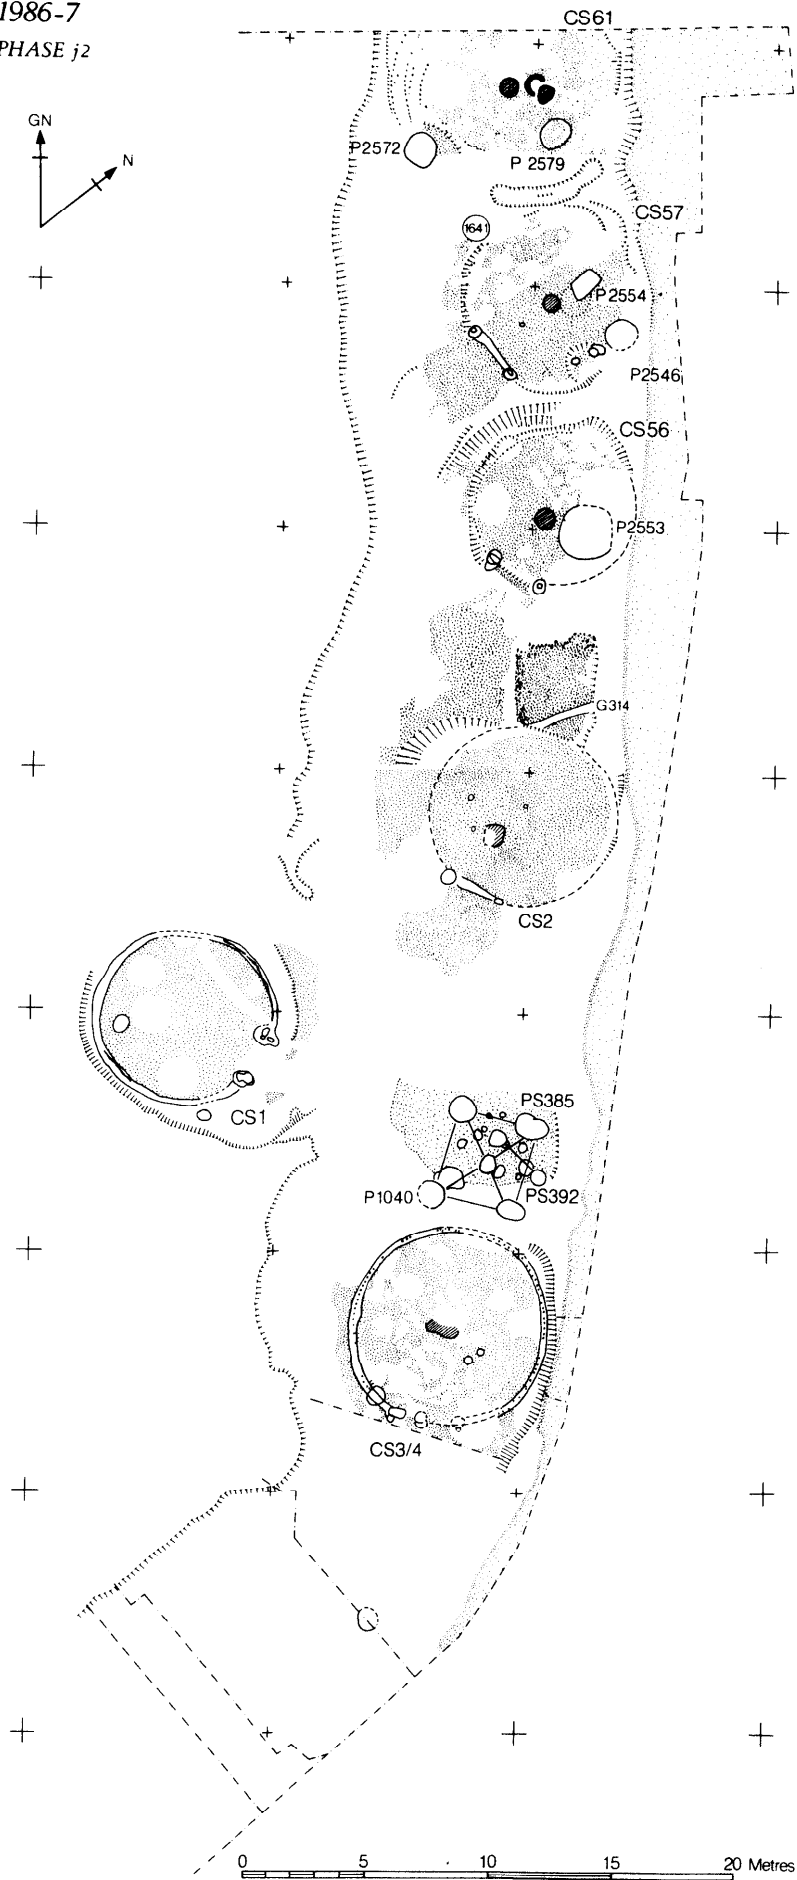 1986-7
PHASE j2
CS61
GN
N
P2572
P 2579
CS57
1641
P2554
P2546
CS56
P2553
G314
CS2
CS1
PS385
P1040
PS392
CS3/4
0 5 10 15 20 Metres